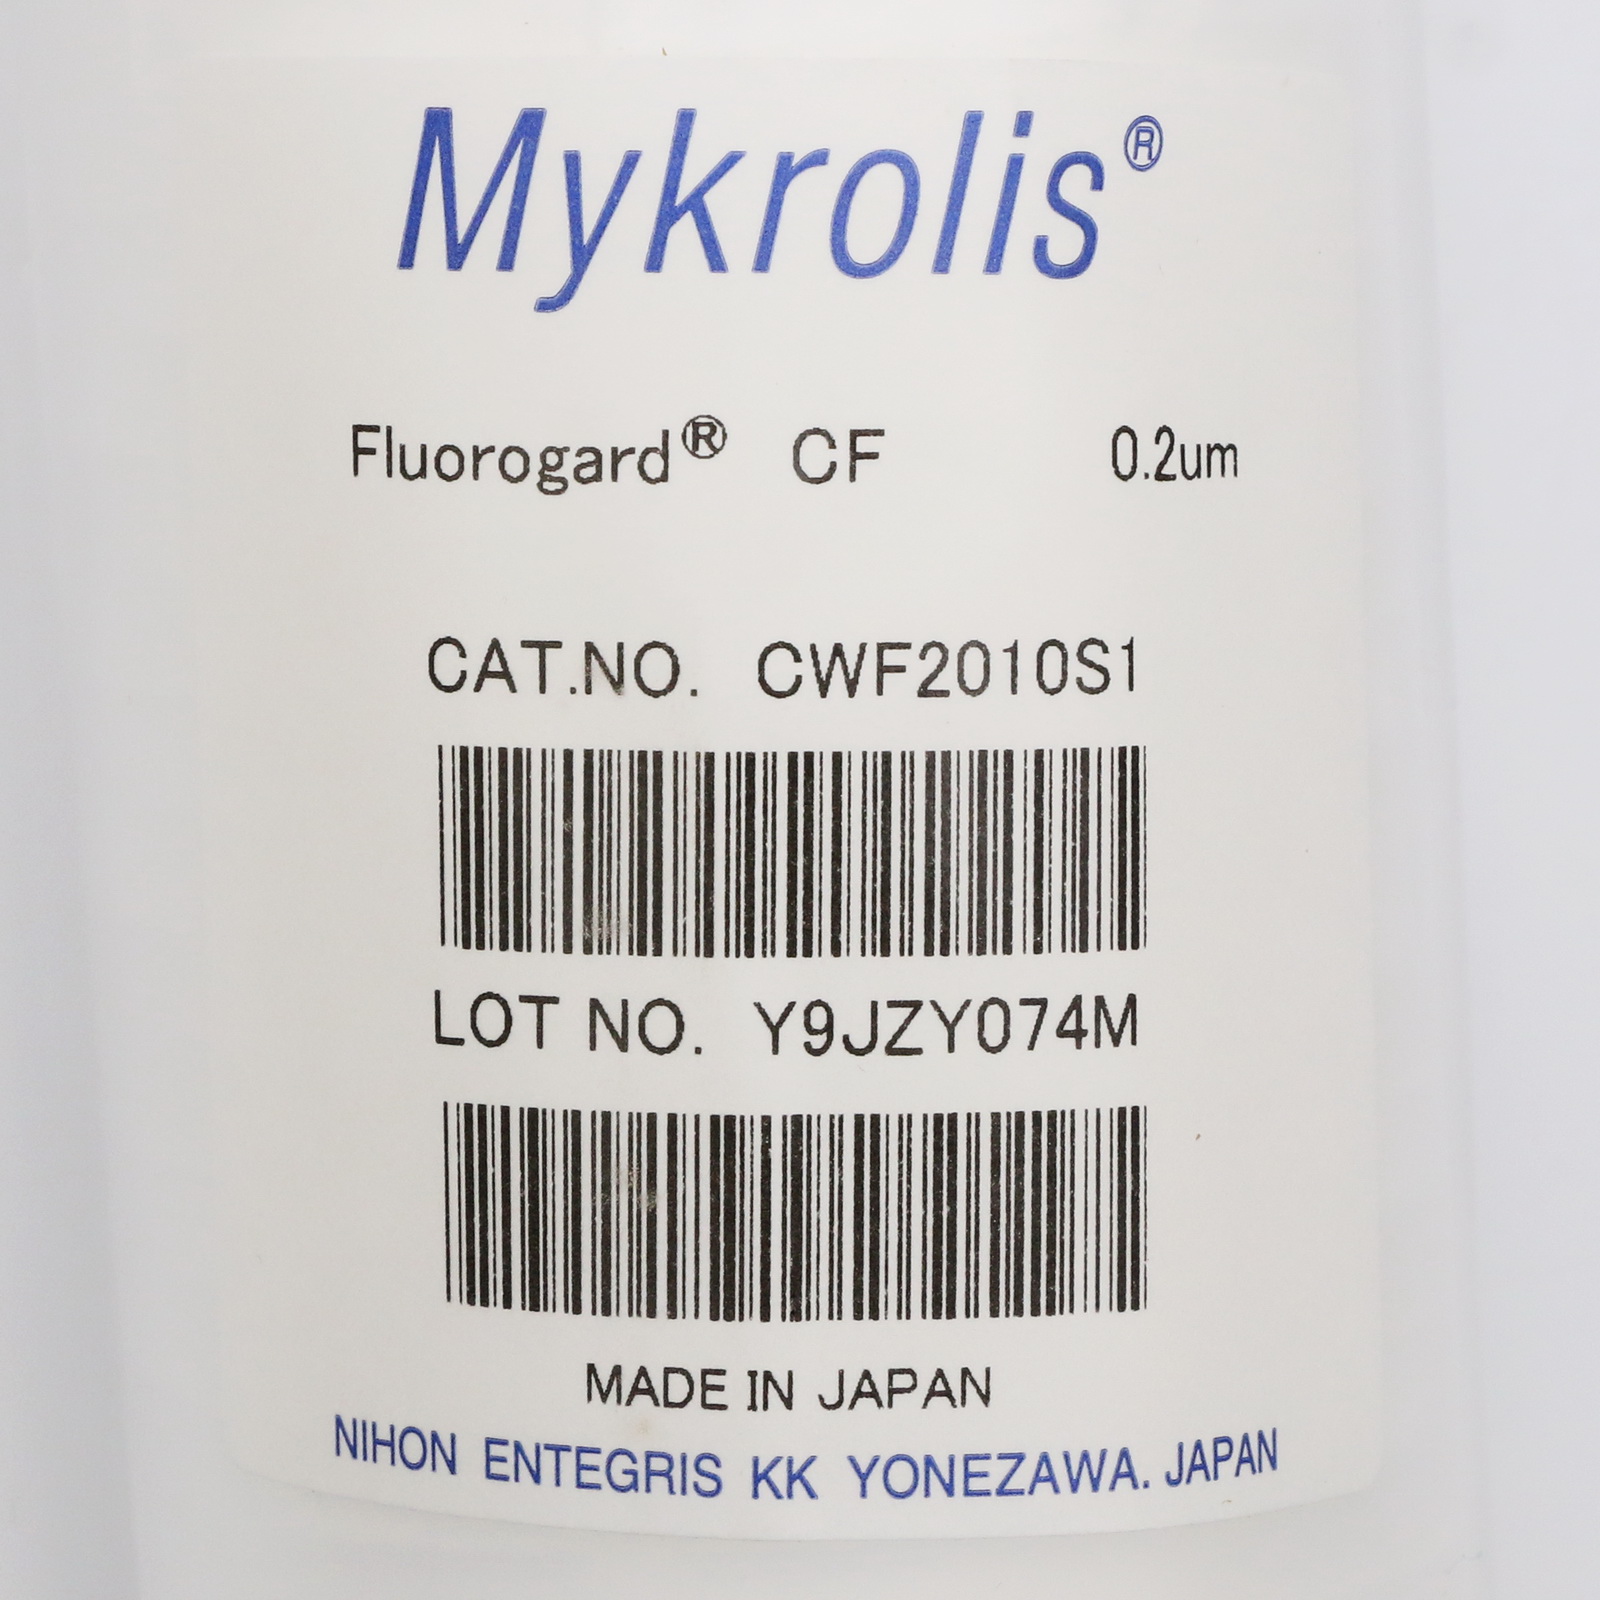 Mykrolis®
Fluorogard® CF 0.2um
CAT.NO. CWF2010S1
LOT NO. Y9JZY074M
MADE IN JAPAN
NIHON ENTEGRIS KK YONEZAWA. JAPAN